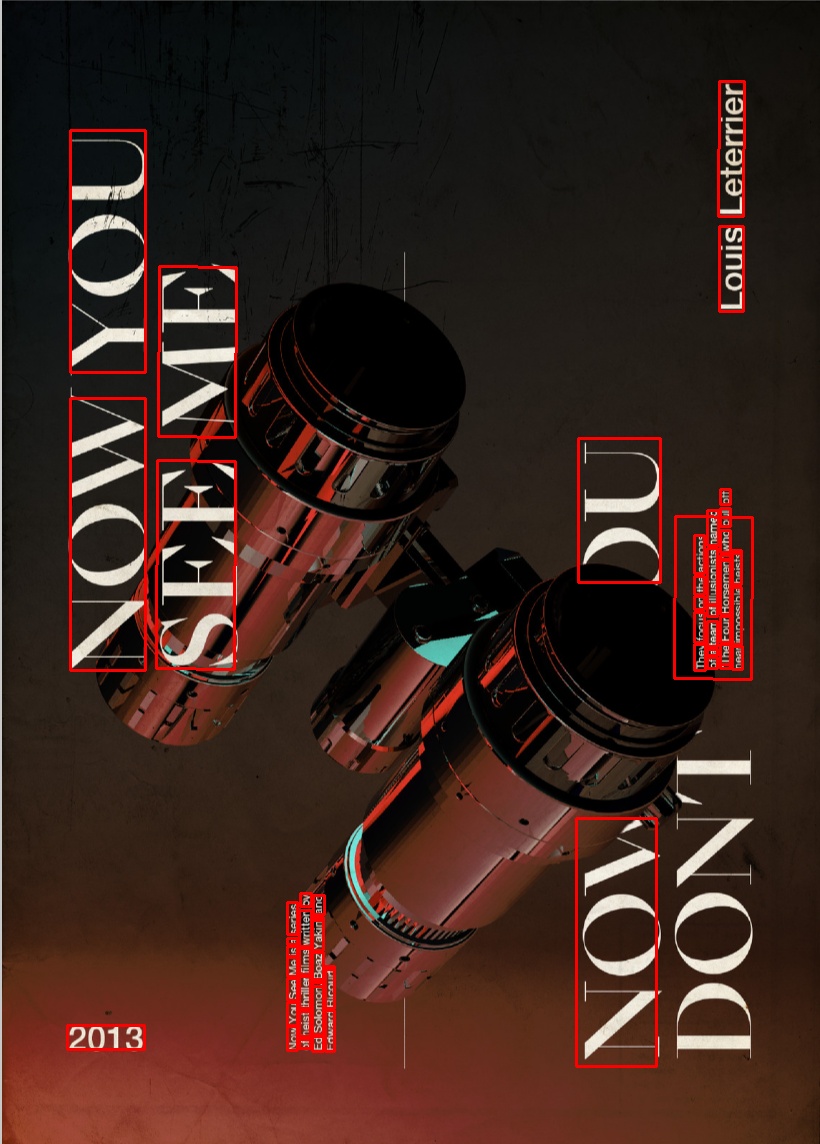 NOW YOU
SEE ME,
Louis Leterrier
NOW OU
DON'T
They focus on the actions
of a team of illusionists named
"The Four Horsemen" who pull off
near impossible heists
Now You See Me is a series
of heist thriller films written by
Ed Solomon, Boaz Yakin, and
Edward Ricourt
2013